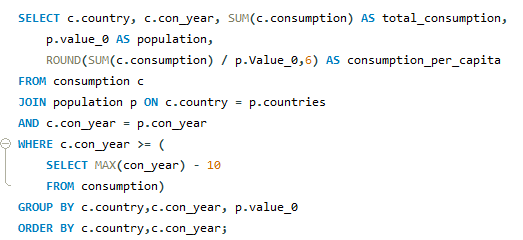 SELECT c.country, c.con_year, SUM(c.consumption) AS total_consumption,
p.value_0 AS population,
ROUND(SUM(c.consumption) / p.Value_0,6) AS consumption_per_capita
FROM consumption c
JOIN population p ON c.country = p.countries
AND c.con_year = p.con_year
WHERE c.con_year >= (
SELECT MAX(con_year) - 10
FROM consumption)
GROUP BY c.country,c.con_year, p.value_0
ORDER BY c.country,c.con_year;